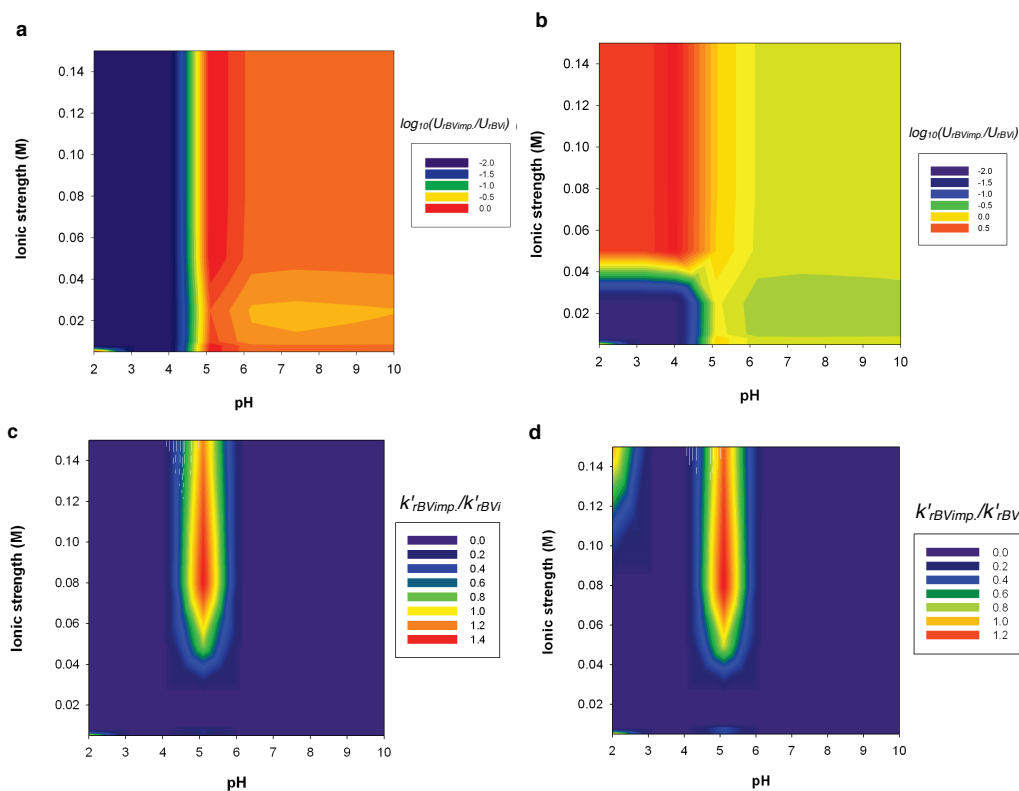 a
Ionic strength (M)
0.14
0.12
0.10
0.08
0.06
0.04
0.02
2 3 4 5 6 7 8 9 10
pH
log10(UrBVimp./UrBVi) (
-2.0
-1.5
-1.0
-0.5
0.0
b
Ionic strength (M)
0.14
0.12
0.10
0.08
0.06
0.04
0.02
2 3 4 5 6 7 8 9 10
pH
log10(UrBVimp./UrBVi)
-2.0
-1.5
-1.0
-0.5
0.0
0.5
c
Ionic strength (M)
0.14
0.12
0.10
0.08
0.06
0.04
0.02
2 3 4 5 6 7 8 9 10
pH
k'rBVimp./k'rBVi
0.0
0.2
0.4
0.6
0.8
1.0
1.2
1.4
d
Ionic strength (M)
0.14
0.12
0.10
0.08
0.06
0.04
0.02
2 3 4 5 6 7 8 9 10
pH
k'rBVimp./k'rBV
0.0
0.2
0.4
0.6
0.8
1.0
1.2